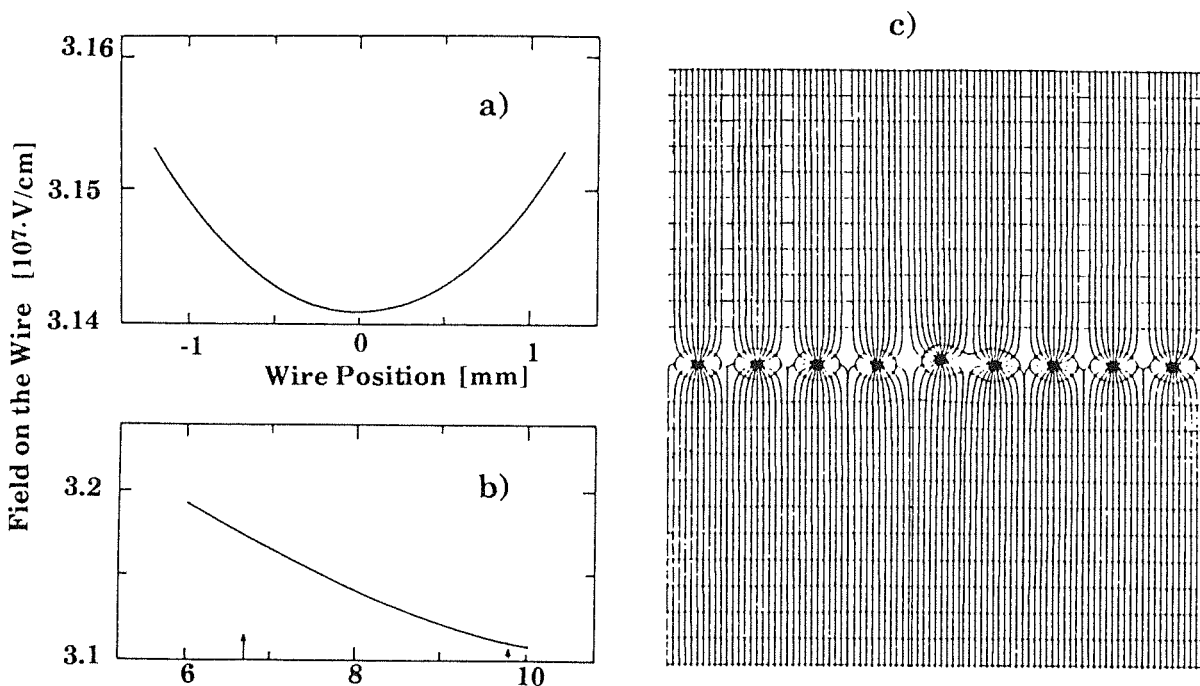 c)
3.16
a)
3.15
3.14
-1 0 1
Wire Position [mm]
Field on the Wire [10⁷·V/cm]
3.2
b)
3.1
6 8 10